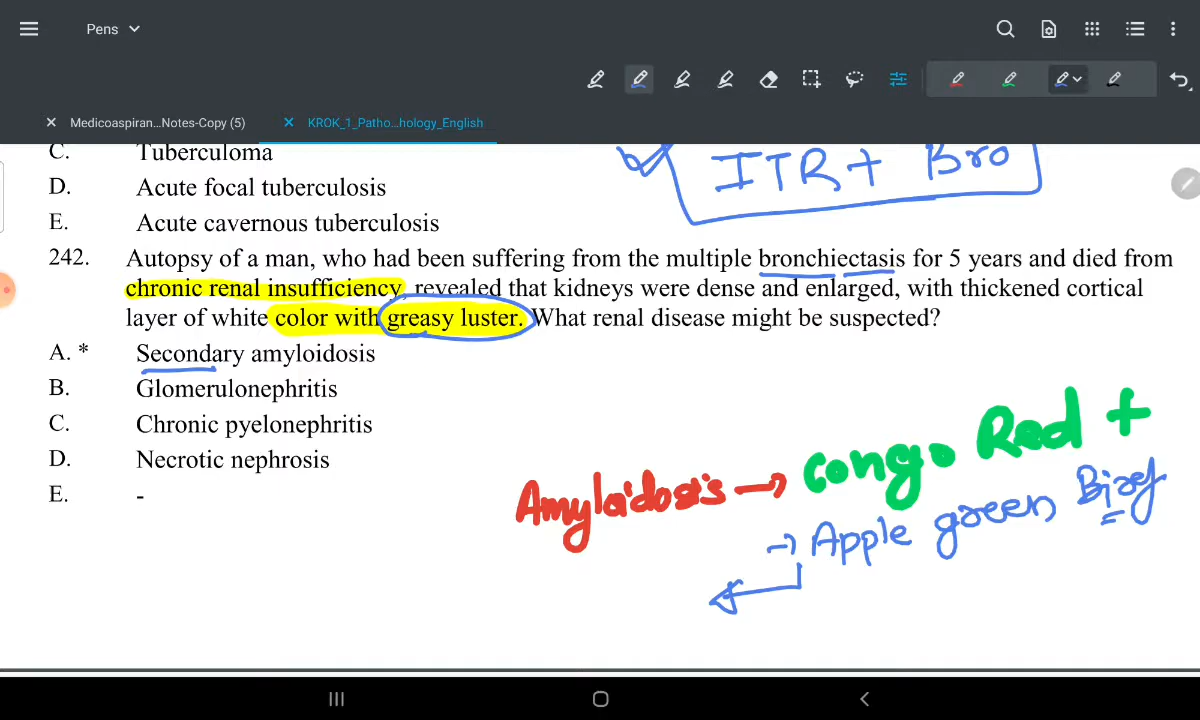 Pens
Medicoaspiran...Notes-Copy (5)
KROK_1_Patho...hology_English
C. Tuberculoma
ITR + Bro
D. Acute focal tuberculosis
E. Acute cavernous tuberculosis
242. Autopsy of a man, who had been suffering from the multiple bronchiectasis for 5 years and died from
chronic renal insufficiency, revealed that kidneys were dense and enlarged, with thickened cortical
layer of white color with greasy luster. What renal disease might be suspected?
A. * Secondary amyloidosis
B. Glomerulonephritis
C. Chronic pyelonephritis
D. Necrotic nephrosis
E. -
Amyloidosis → congo Red +
→ Apple green Biref